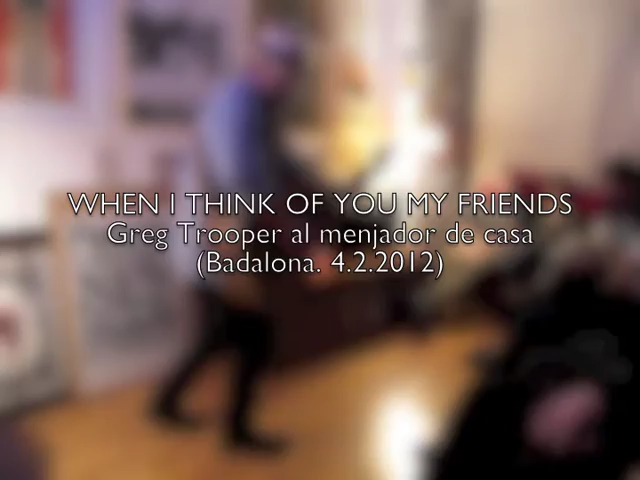 WHEN I THINK OF YOU MY FRIENDS
Greg Trooper al menjador de casa
(Badalona. 4.2.2012)